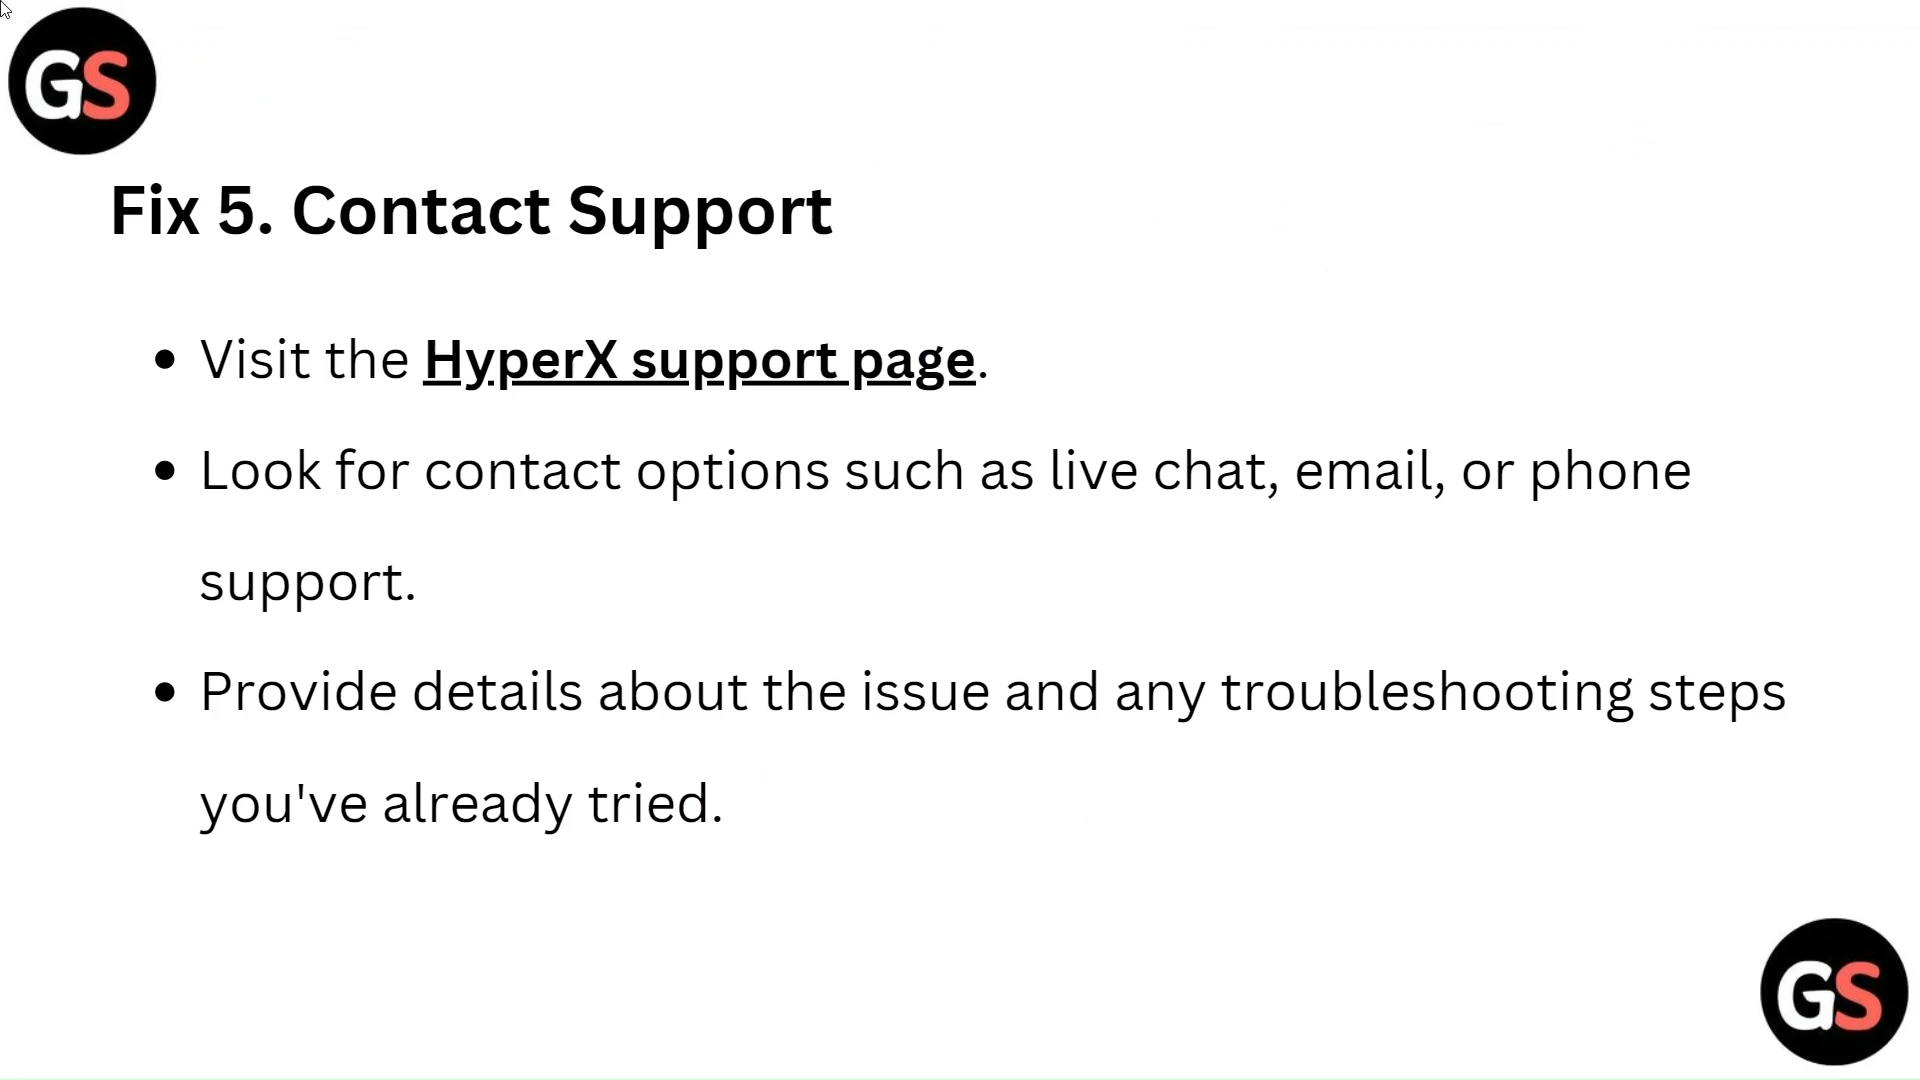 GS
Fix 5. Contact Support
• Visit the HyperX support page.
• Look for contact options such as live chat, email, or phone
support.
• Provide details about the issue and any troubleshooting steps
you've already tried.
GS